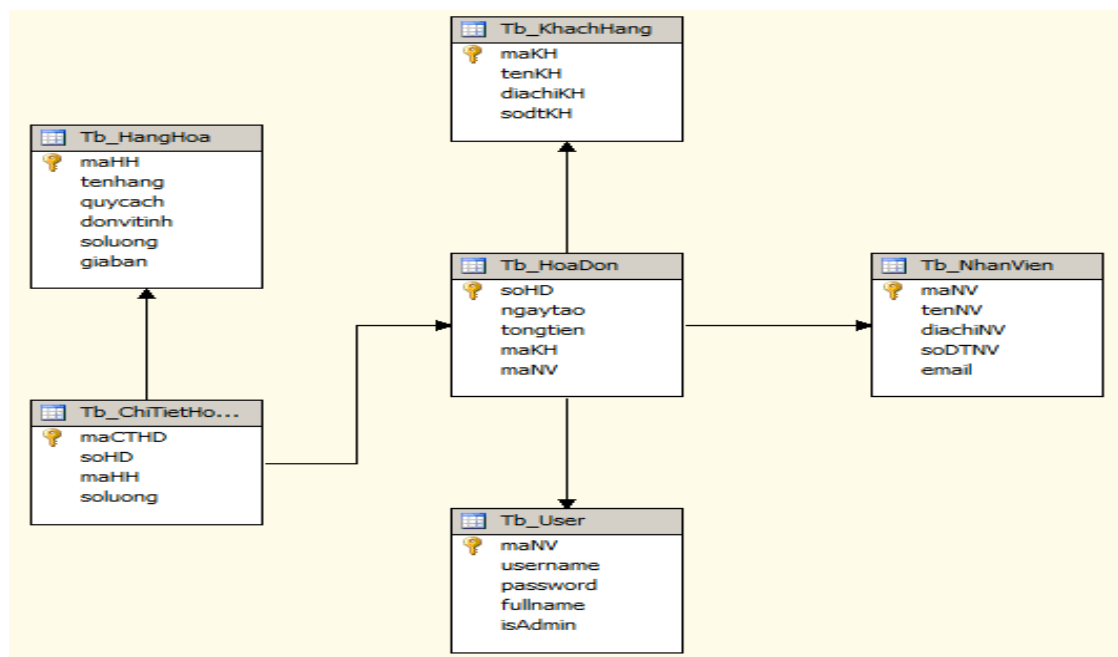 Tb_KhachHang
maKH
tenKH
diachiKH
sodtKH
Tb_HangHoa
maHH
tenhang
quycach
donvitinh
soluong
giaban
Tb_HoaDon
soHD
ngaytao
tongtien
maKH
maNV
Tb_NhanVien
maNV
tenNV
diachiNV
soDTNV
email
Tb_ChiTietHo...
maCTHD
soHD
maHH
soluong
Tb_User
maNV
username
password
fullname
isAdmin